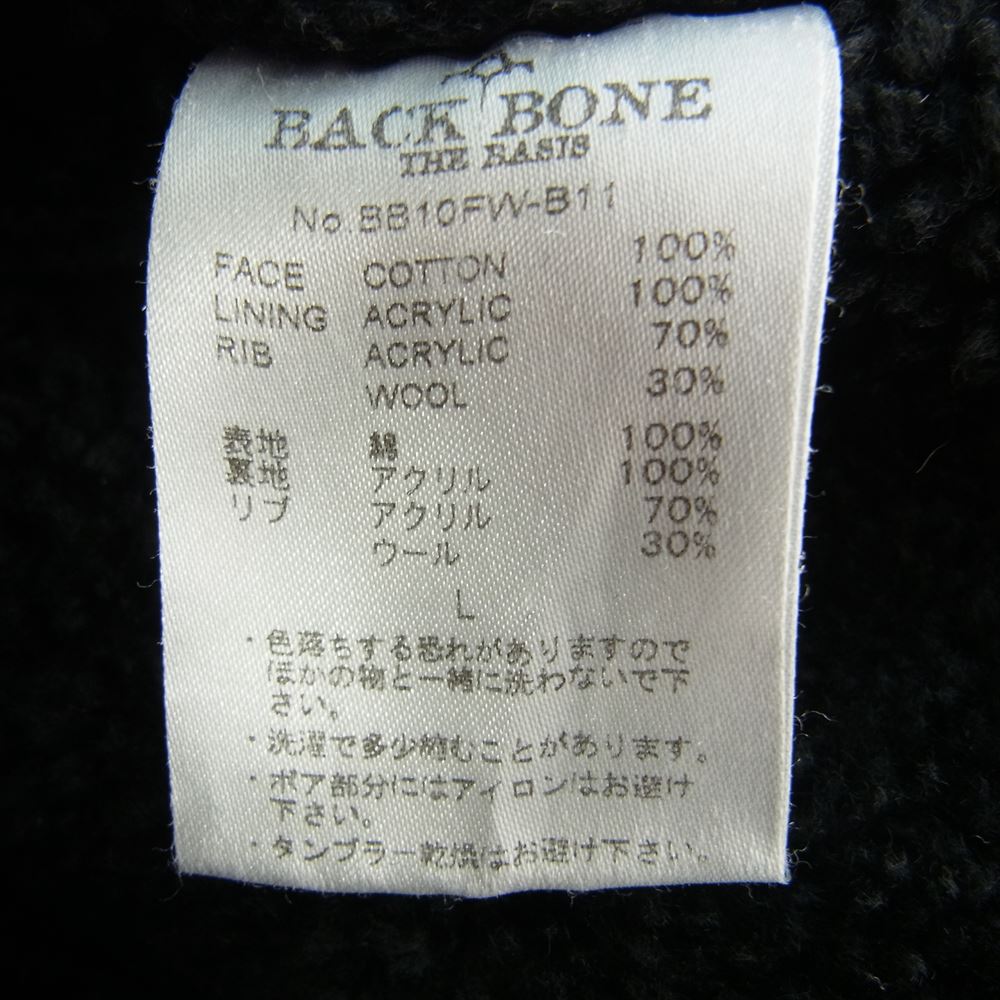 BACK BONE
THE BASIS
No.BB10FW-B11
FACE COTTON 100%
LINING ACRYLIC 100%
RIB ACRYLIC 70%
WOOL 30%
表地 綿 100%
裏地 アクリル 100%
リブ アクリル 70%
ウール 30%
L
・色落ちする恐れがありますので
ほかの物と一緒に洗わないで下
さい。
・洗濯で多少縮むことがあります。
・ボア部分にはアイロンはお避け
下さい。
・タンブラー乾燥はお避け下さい。